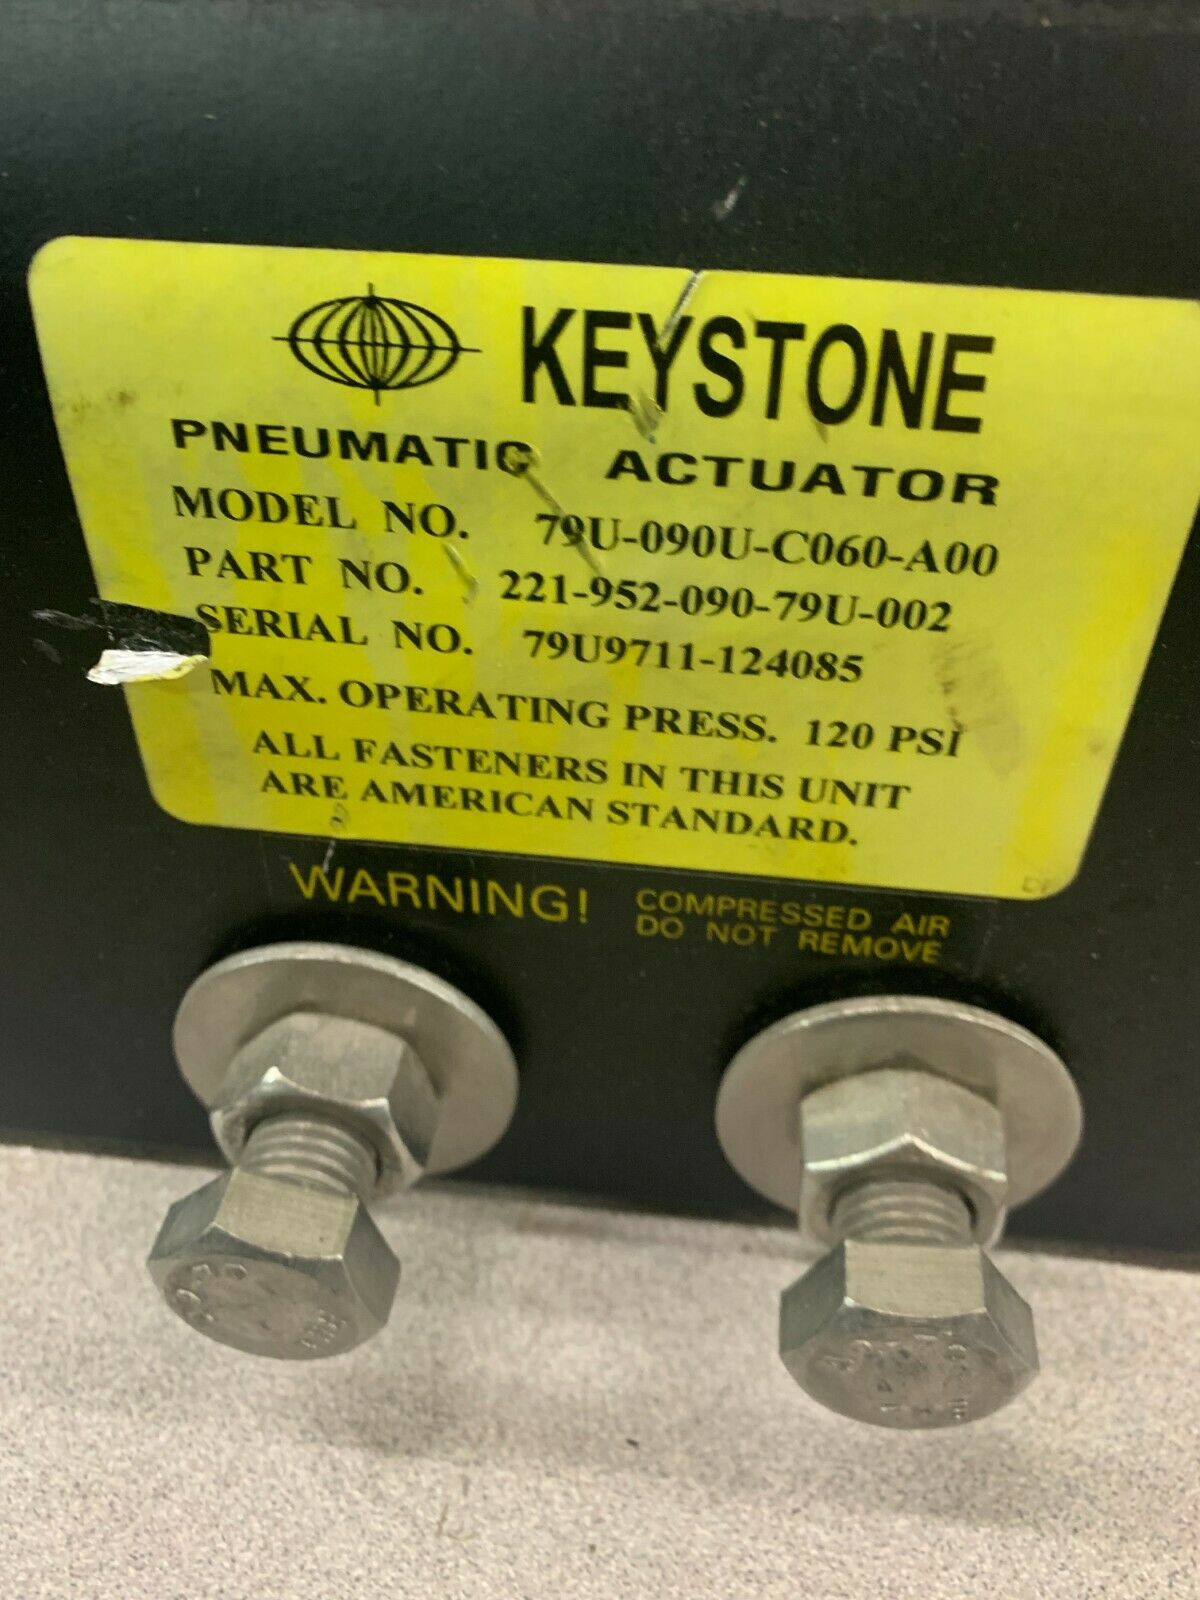 KEYSTONE
PNEUMATIC ACTUATOR
MODEL NO. 79U-090U-C060-A00
PART NO. 221-952-090-79U-002
SERIAL NO. 79U9711-124085
MAX. OPERATING PRESS. 120 PSI
ALL FASTENERS IN THIS UNIT
ARE AMERICAN STANDARD.
WARNING! COMPRESSED AIR
DO NOT REMOVE